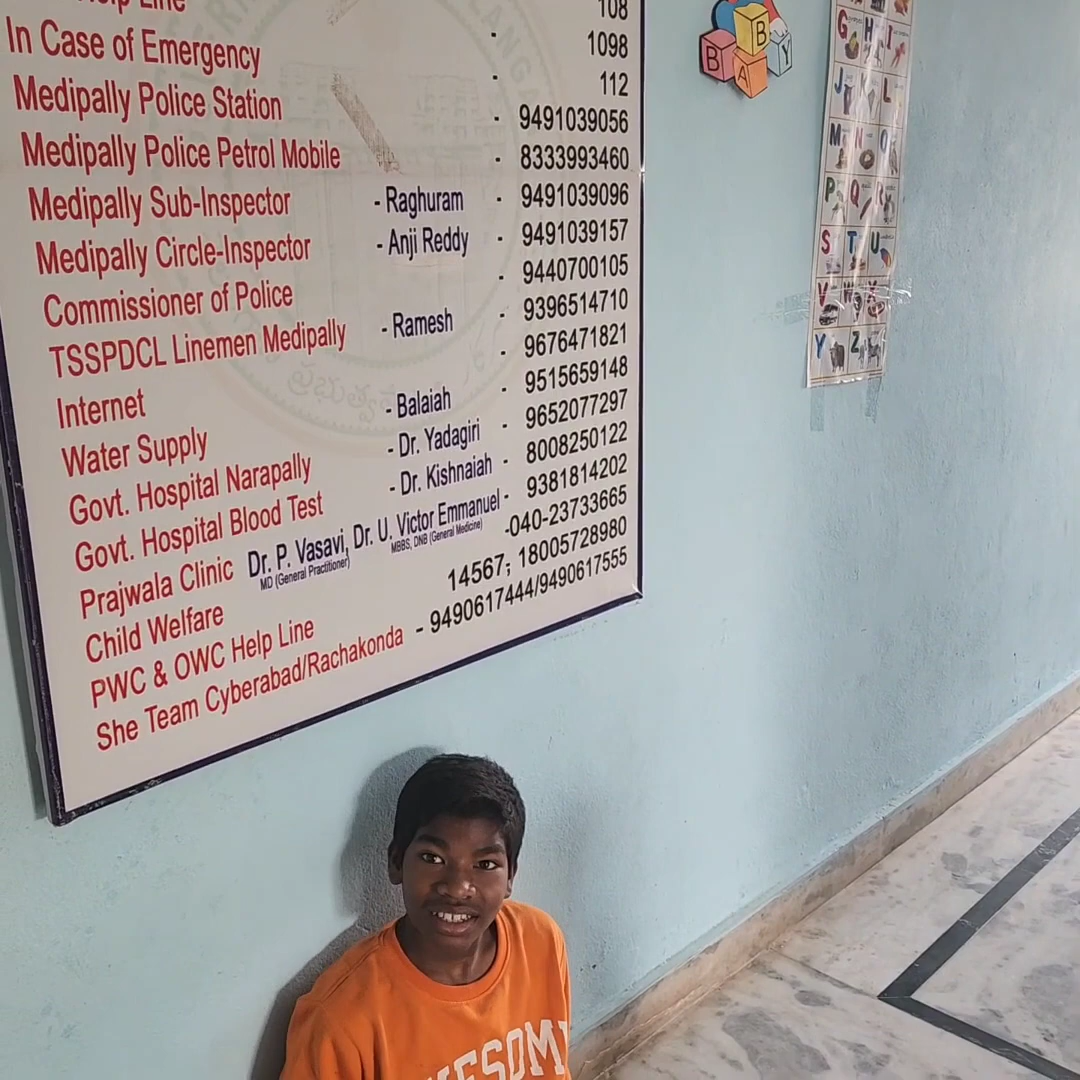 108
Help Line - 1098
In Case of Emergency - 112
Medipally Police Station - 9491039056
Medipally Police Petrol Mobile - 8333993460
Medipally Sub-Inspector - Raghuram - 9491039096
Medipally Circle-Inspector - Anji Reddy - 9491039157
Commissioner of Police - 9440700105
TSSPDCL Linemen Medipally - Ramesh - 9396514710
Internet - 9676471821
Water Supply - Balaiah - 9515659148
Govt. Hospital Narapally - Dr. Yadagiri - 9652077297
Govt. Hospital Blood Test - Dr. Kishnaiah - 8008250122
Prajwala Clinic Dr. P. Vasavi, Dr. U. Victor Emmanuel - 9381814202
MD (General Practitioner) MBBS, DNB (General Medicine)
Child Welfare -040-23733665
PWC & OWC Help Line 14567; 18005728980
She Team Cyberabad/Rachakonda - 9490617444/9490617555
B
B A Y
G H I
J L
M N O
P Q R
S T U
V W X
Y Z
AWESOME